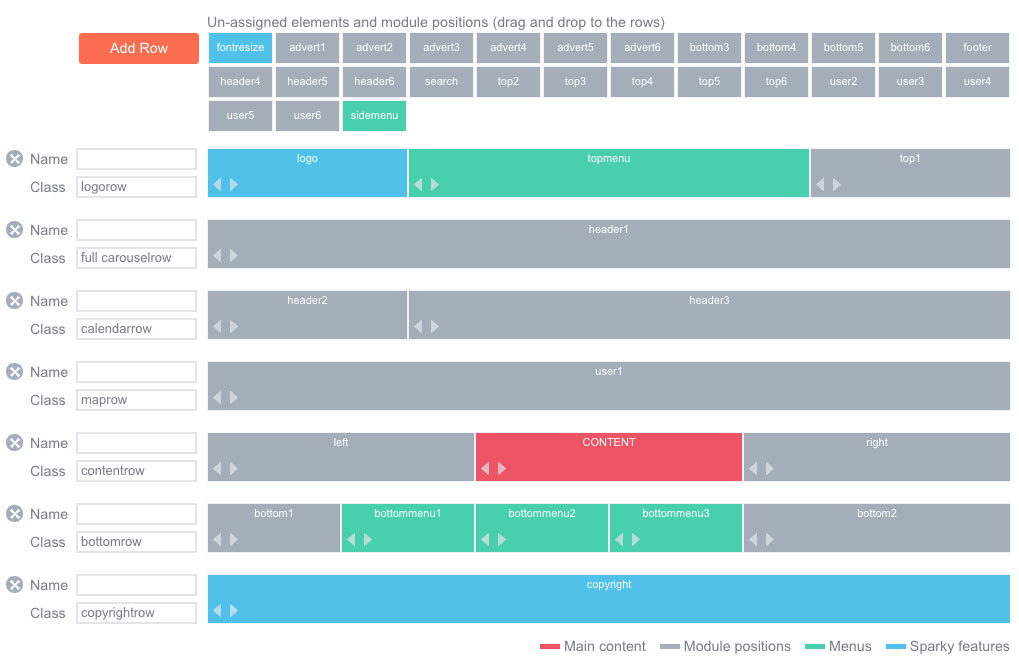 Un-assigned elements and module positions (drag and drop to the rows)
Add Row
fontresize advert1 advert2 advert3 advert4 advert5 advert6 bottom3 bottom4 bottom5 bottom6 footer
header4 header5 header6 search top2 top3 top4 top5 top6 user2 user3 user4
user5 user6 sidemenu
Name logo topmenu top1
Class logorow
Name header1
Class full carouselrow
Name header2 header3
Class calendarrow
Name user1
Class maprow
Name left CONTENT right
Class contentrow
Name bottom1 bottommenu1 bottommenu2 bottommenu3 bottom2
Class bottomrow
Name copyright
Class copyrightrow
Main content Module positions Menus Sparky features